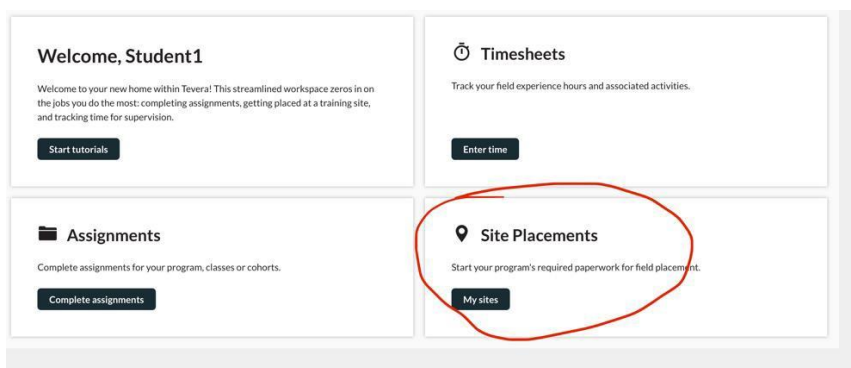 Welcome, Student1
Welcome to your new home within Tevera! This streamlined workspace zeros in on
the jobs you do the most: completing assignments, getting placed at a training site,
and tracking time for supervision.
Start tutorials
Timesheets
Track your field experience hours and associated activities.
Enter time
Assignments
Complete assignments for your program, classes or cohorts.
Complete assignments
Site Placements
Start your program's required paperwork for field placement.
My sites